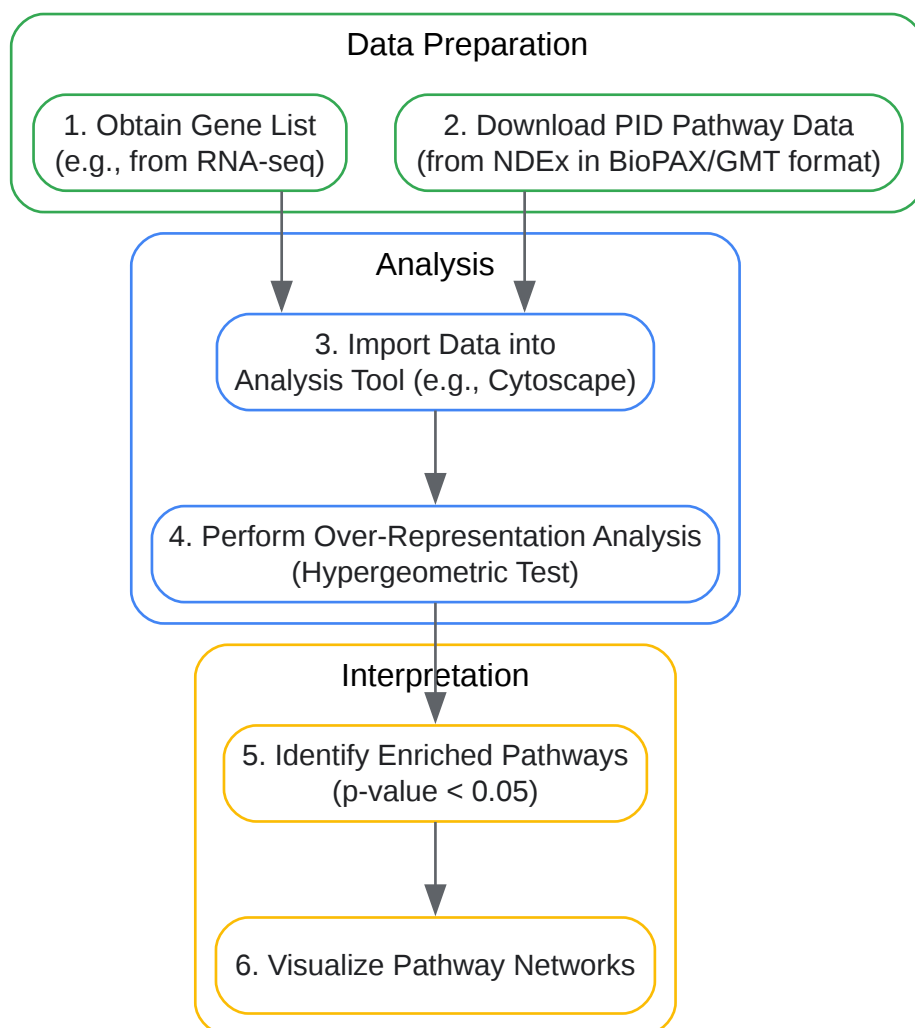 Data Preparation
1. Obtain Gene List
(e.g., from RNA-seq)
2. Download PID Pathway Data
(from NDEx in BioPAX/GMT format)
Analysis
3. Import Data into
Analysis Tool (e.g., Cytoscape)
4. Perform Over-Representation Analysis
(Hypergeometric Test)
Interpretation
5. Identify Enriched Pathways
(p-value < 0.05)
6. Visualize Pathway Networks